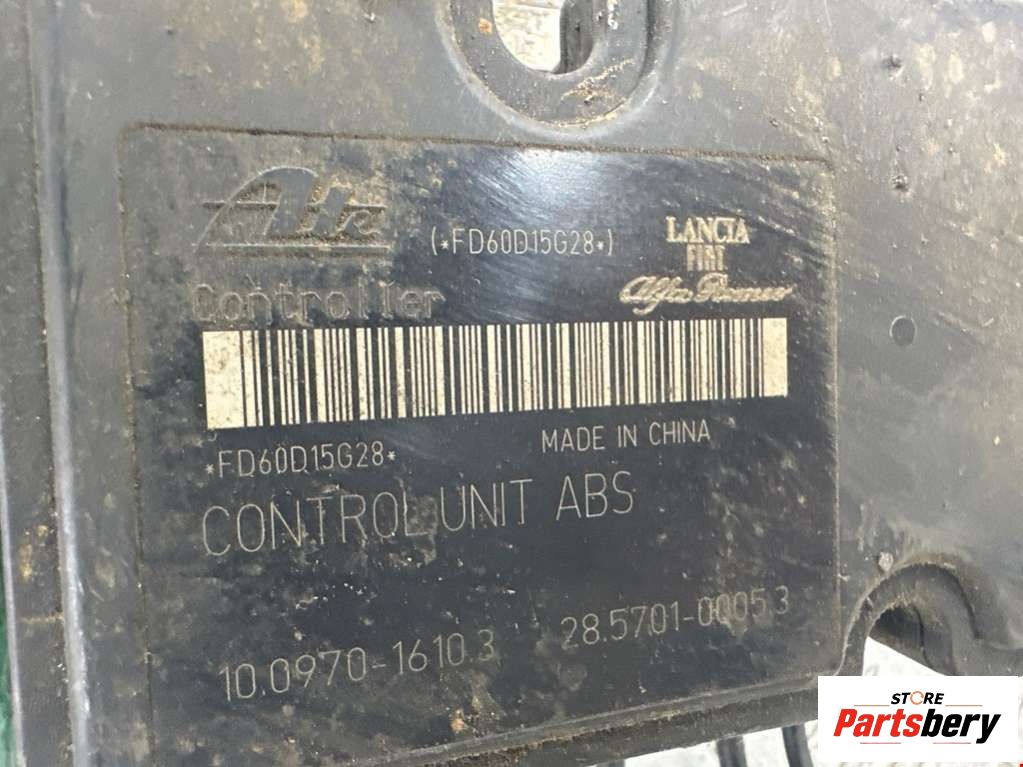 Ate
(*FD60D15G28*)
LANCIA
FIAT
Alfa Romeo
Controller
*FD60D15G28*
MADE IN CHINA
CONTROL UNIT ABS
10.0970-1610.3
28.5701-0005.3
STORE
Partsbery